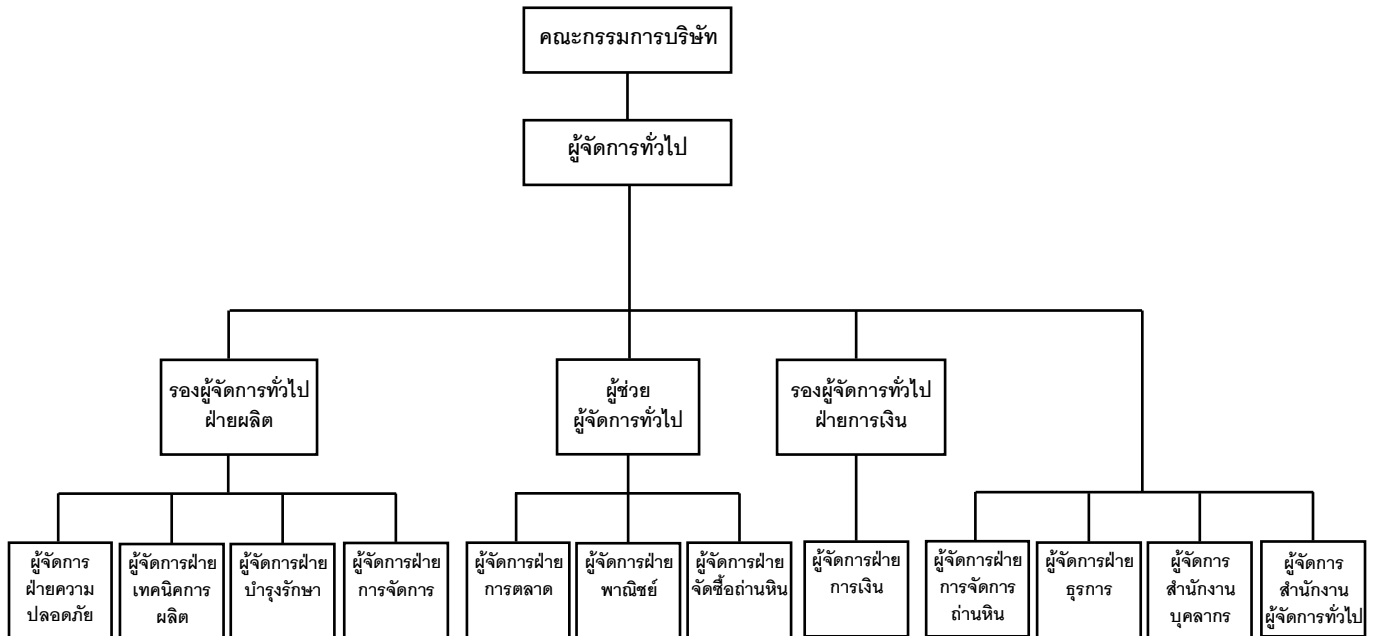 คณะกรรมการบริษัท
ผู้จัดการทั่วไป
รองผู้จัดการทั่วไป
ฝ่ายผลิต
ผู้ช่วย
ผู้จัดการทั่วไป
รองผู้จัดการทั่วไป
ฝ่ายการเงิน
ผู้จัดการ
ฝ่ายความ
ปลอดภัย
ผู้จัดการฝ่าย
เทคนิคการ
ผลิต
ผู้จัดการฝ่าย
บำรุงรักษา
ผู้จัดการฝ่าย
การจัดการ
ผู้จัดการฝ่าย
การตลาด
ผู้จัดการฝ่าย
พาณิชย์
ผู้จัดการฝ่าย
จัดซื้อถ่านหิน
ผู้จัดการฝ่าย
การเงิน
ผู้จัดการฝ่าย
การจัดการ
ถ่านหิน
ผู้จัดการฝ่าย
ธุรการ
ผู้จัดการ
สำนักงาน
บุคลากร
ผู้จัดการ
สำนักงาน
ผู้จัดการทั่วไป